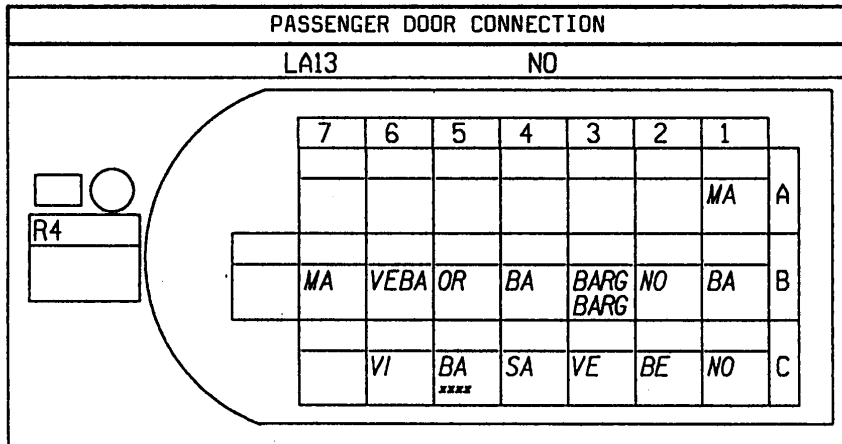 PASSENGER DOOR CONNECTION
LA13 NO
7 6 5 4 3 2 1
MA A
R4
MA VEBA OR BA BARG NO BA B
BARG
VI BA SA VE BE NO C
xxxx